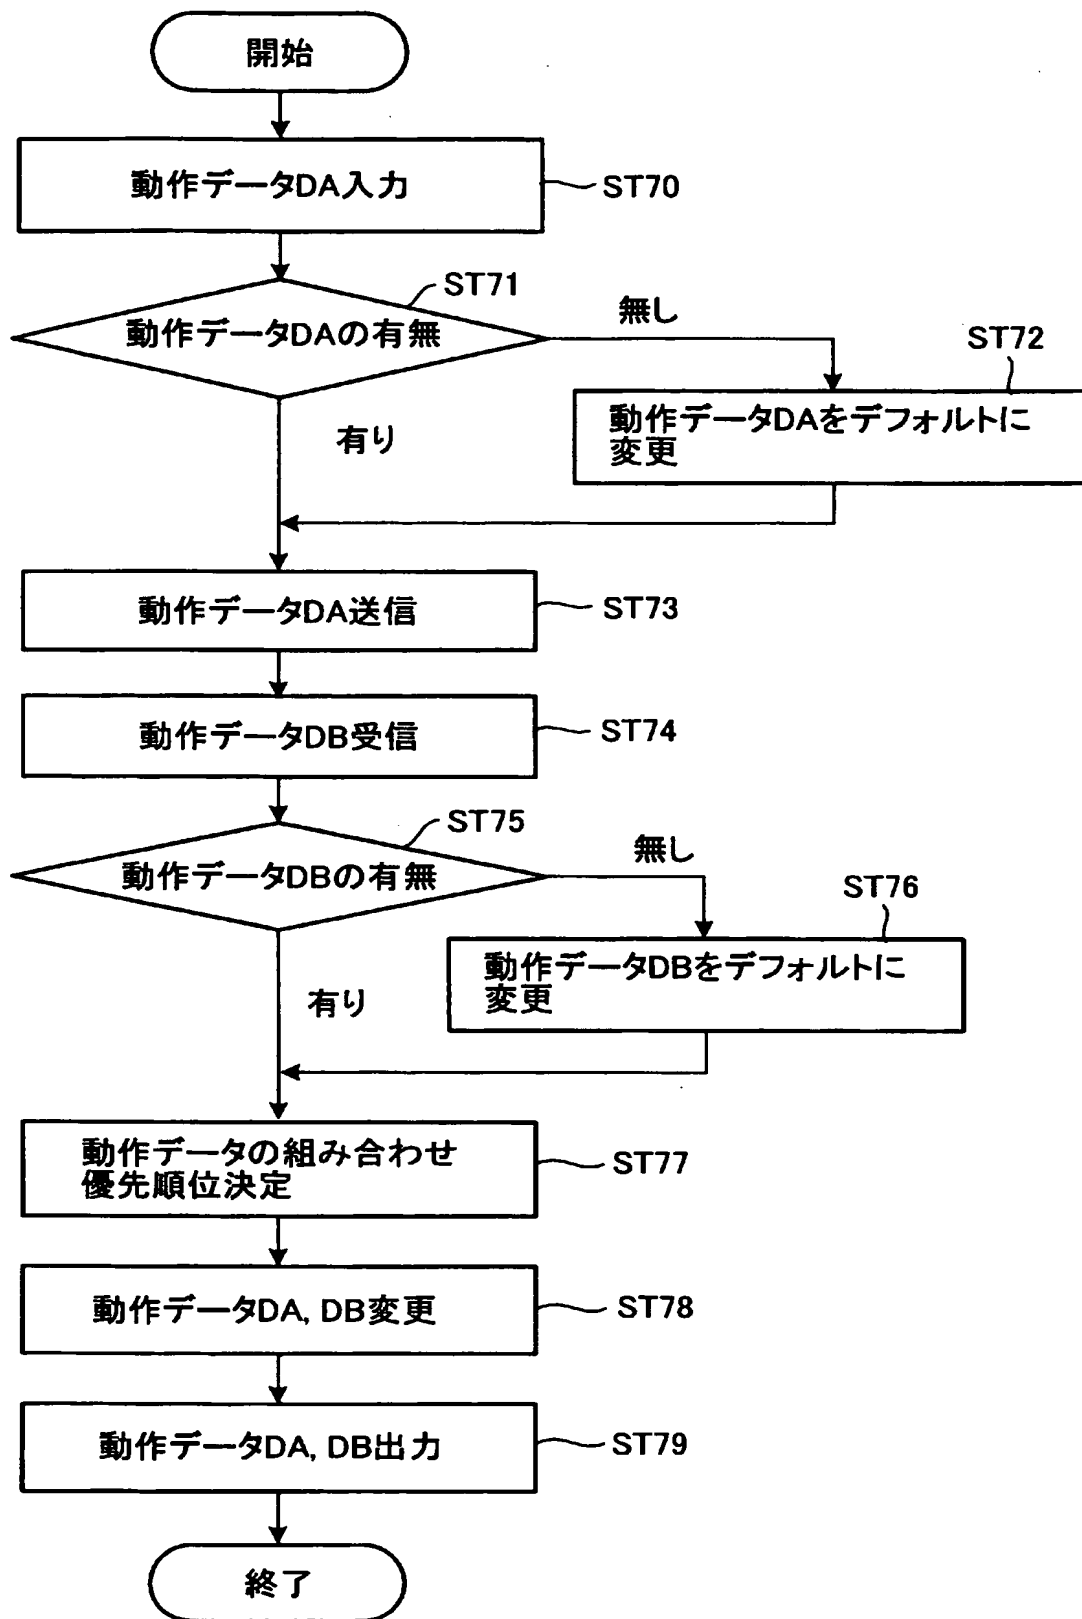 開始
動作データDA入力
ST70
ST71
動作データDAの有無
無し
ST72
動作データDAをデフォルトに
変更
有り
動作データDA送信
ST73
動作データDB受信
ST74
ST75
動作データDBの有無
無し
ST76
動作データDBをデフォルトに
変更
有り
動作データの組み合わせ
優先順位決定
ST77
動作データDA, DB変更
ST78
動作データDA, DB出力
ST79
終了